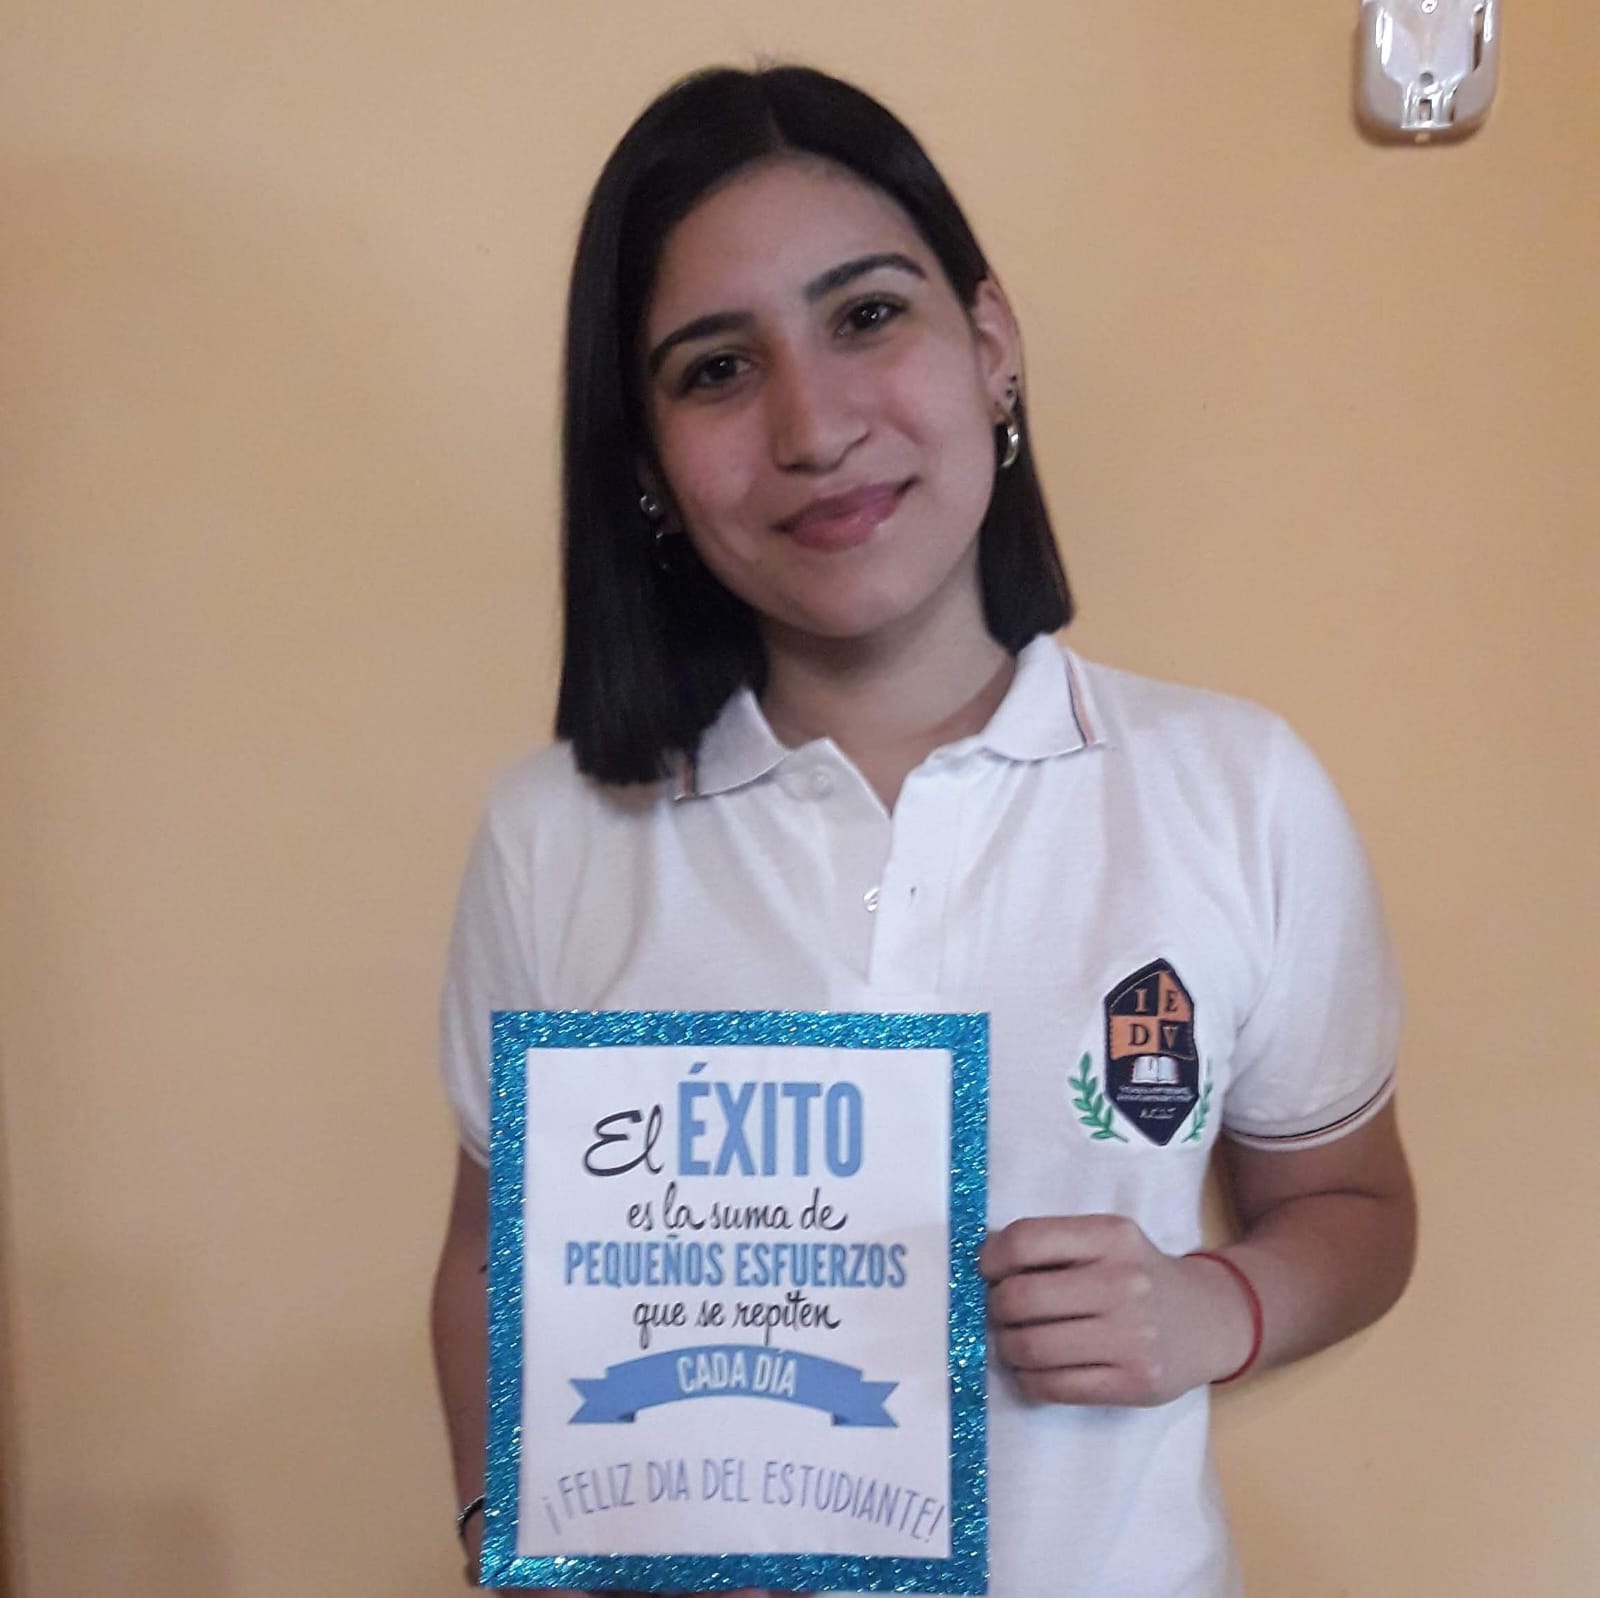 El ÉXITO
es la suma de
PEQUEÑOS ESFUERZOS
que se repiten
CADA DÍA
¡FELIZ DIA DEL ESTUDIANTE!
I E
D V